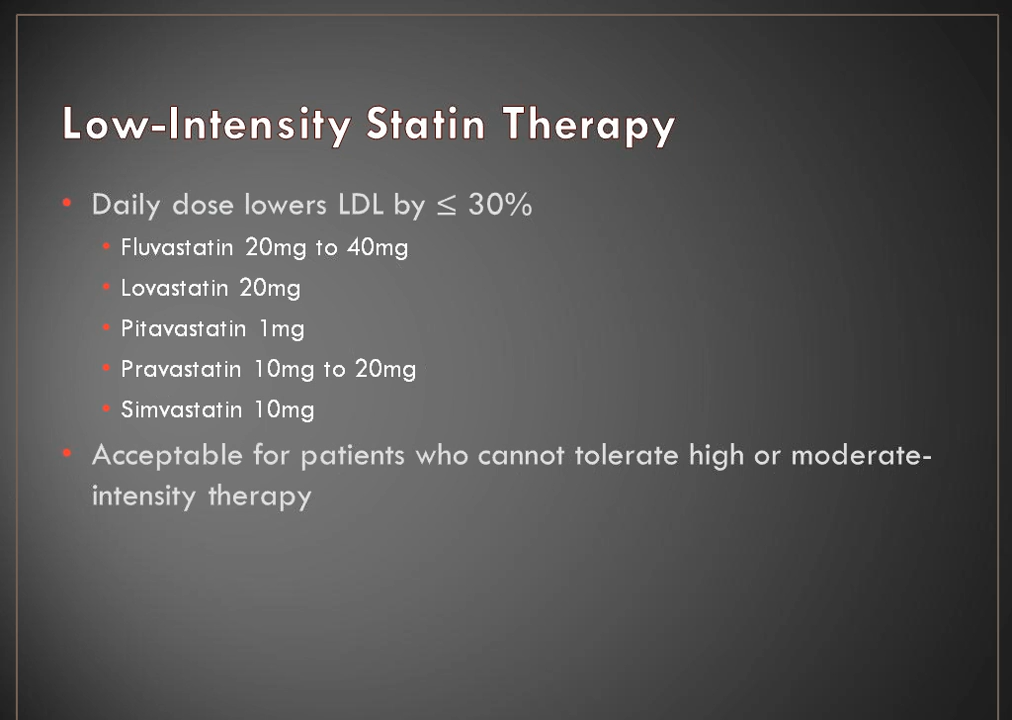 Low-Intensity Statin Therapy
• Daily dose lowers LDL by ≤ 30%
• Fluvastatin 20mg to 40mg
• Lovastatin 20mg
• Pitavastatin 1mg
• Pravastatin 10mg to 20mg
• Simvastatin 10mg
• Acceptable for patients who cannot tolerate high or moderate-
intensity therapy